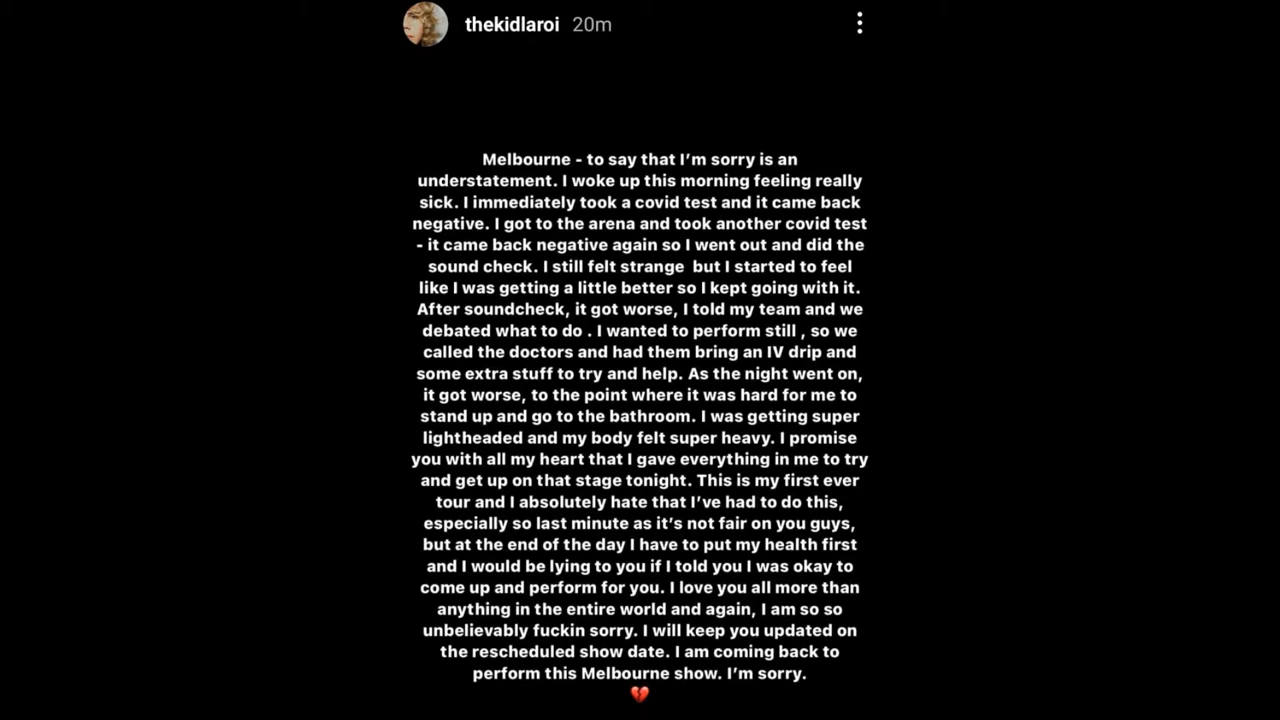 thekidlaroi 20m
Melbourne - to say that I’m sorry is an
understatement. I woke up this morning feeling really
sick. I immediately took a covid test and it came back
negative. I got to the arena and took another covid test
- it came back negative again so I went out and did the
sound check. I still felt strange  but I started to feel
like I was getting a little better so I kept going with it.
After soundcheck, it got worse, I told my team and we
debated what to do . I wanted to perform still , so we
called the doctors and had them bring an IV drip and
some extra stuff to try and help. As the night went on,
it got worse, to the point where it was hard for me to
stand up and go to the bathroom. I was getting super
lightheaded and my body felt super heavy. I promise
you with all my heart that I gave everything in me to try
and get up on that stage tonight. This is my first ever
tour and I absolutely hate that I’ve had to do this,
especially so last minute as it’s not fair on you guys,
but at the end of the day I have to put my health first
and I would be lying to you if I told you I was okay to
come up and perform for you. I love you all more than
anything in the entire world and again, I am so so
unbelievably fuckin sorry. I will keep you updated on
the rescheduled show date. I am coming back to
perform this Melbourne show. I’m sorry.
💔